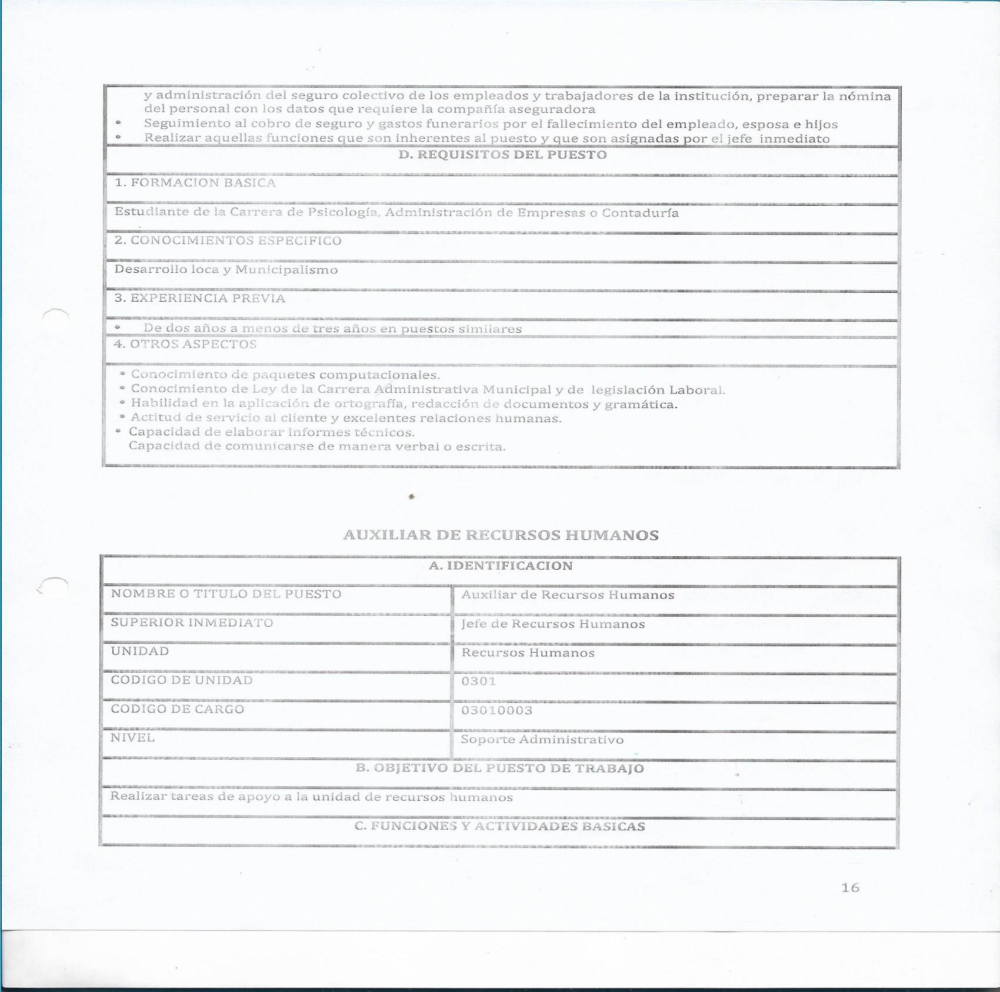 y administración del seguro colectivo de los empleados y trabajadores de la institución, preparar la nómina
del personal con los datos que requiere la compañía aseguradora
• Seguimiento al cobro de seguro y gastos funerarios por el fallecimiento del empleado, esposa e hijos
• Realizar aquellas funciones que son inherentes al puesto y que son asignadas por el jefe inmediato
D. REQUISITOS DEL PUESTO
1. FORMACION BASICA
Estudiante de la Carrera de Psicología, Administración de Empresas o Contaduría
2. CONOCIMIENTOS ESPECIFICO
Desarrollo loca y Municipalismo
3. EXPERIENCIA PREVIA
• De dos años a menos de tres años en puestos similares
4. OTROS ASPECTOS
• Conocimiento de paquetes computacionales.
• Conocimiento de Ley de la Carrera Administrativa Municipal y de legislación Laboral.
• Habilidad en la aplicación de ortografía, redacción de documentos y gramática.
• Actitud de servicio al cliente y excelentes relaciones humanas.
• Capacidad de elaborar informes técnicos.
Capacidad de comunicarse de manera verbal o escrita.
AUXILIAR DE RECURSOS HUMANOS
A. IDENTIFICACION
NOMBRE O TITULO DEL PUESTO Auxiliar de Recursos Humanos
SUPERIOR INMEDIATO Jefe de Recursos Humanos
UNIDAD Recursos Humanos
CODIGO DE UNIDAD 0301
CODIGO DE CARGO 03010003
NIVEL Soporte Administrativo
B. OBJETIVO DEL PUESTO DE TRABAJO
Realizar tareas de apoyo a la unidad de recursos humanos
C. FUNCIONES Y ACTIVIDADES BASICAS
16